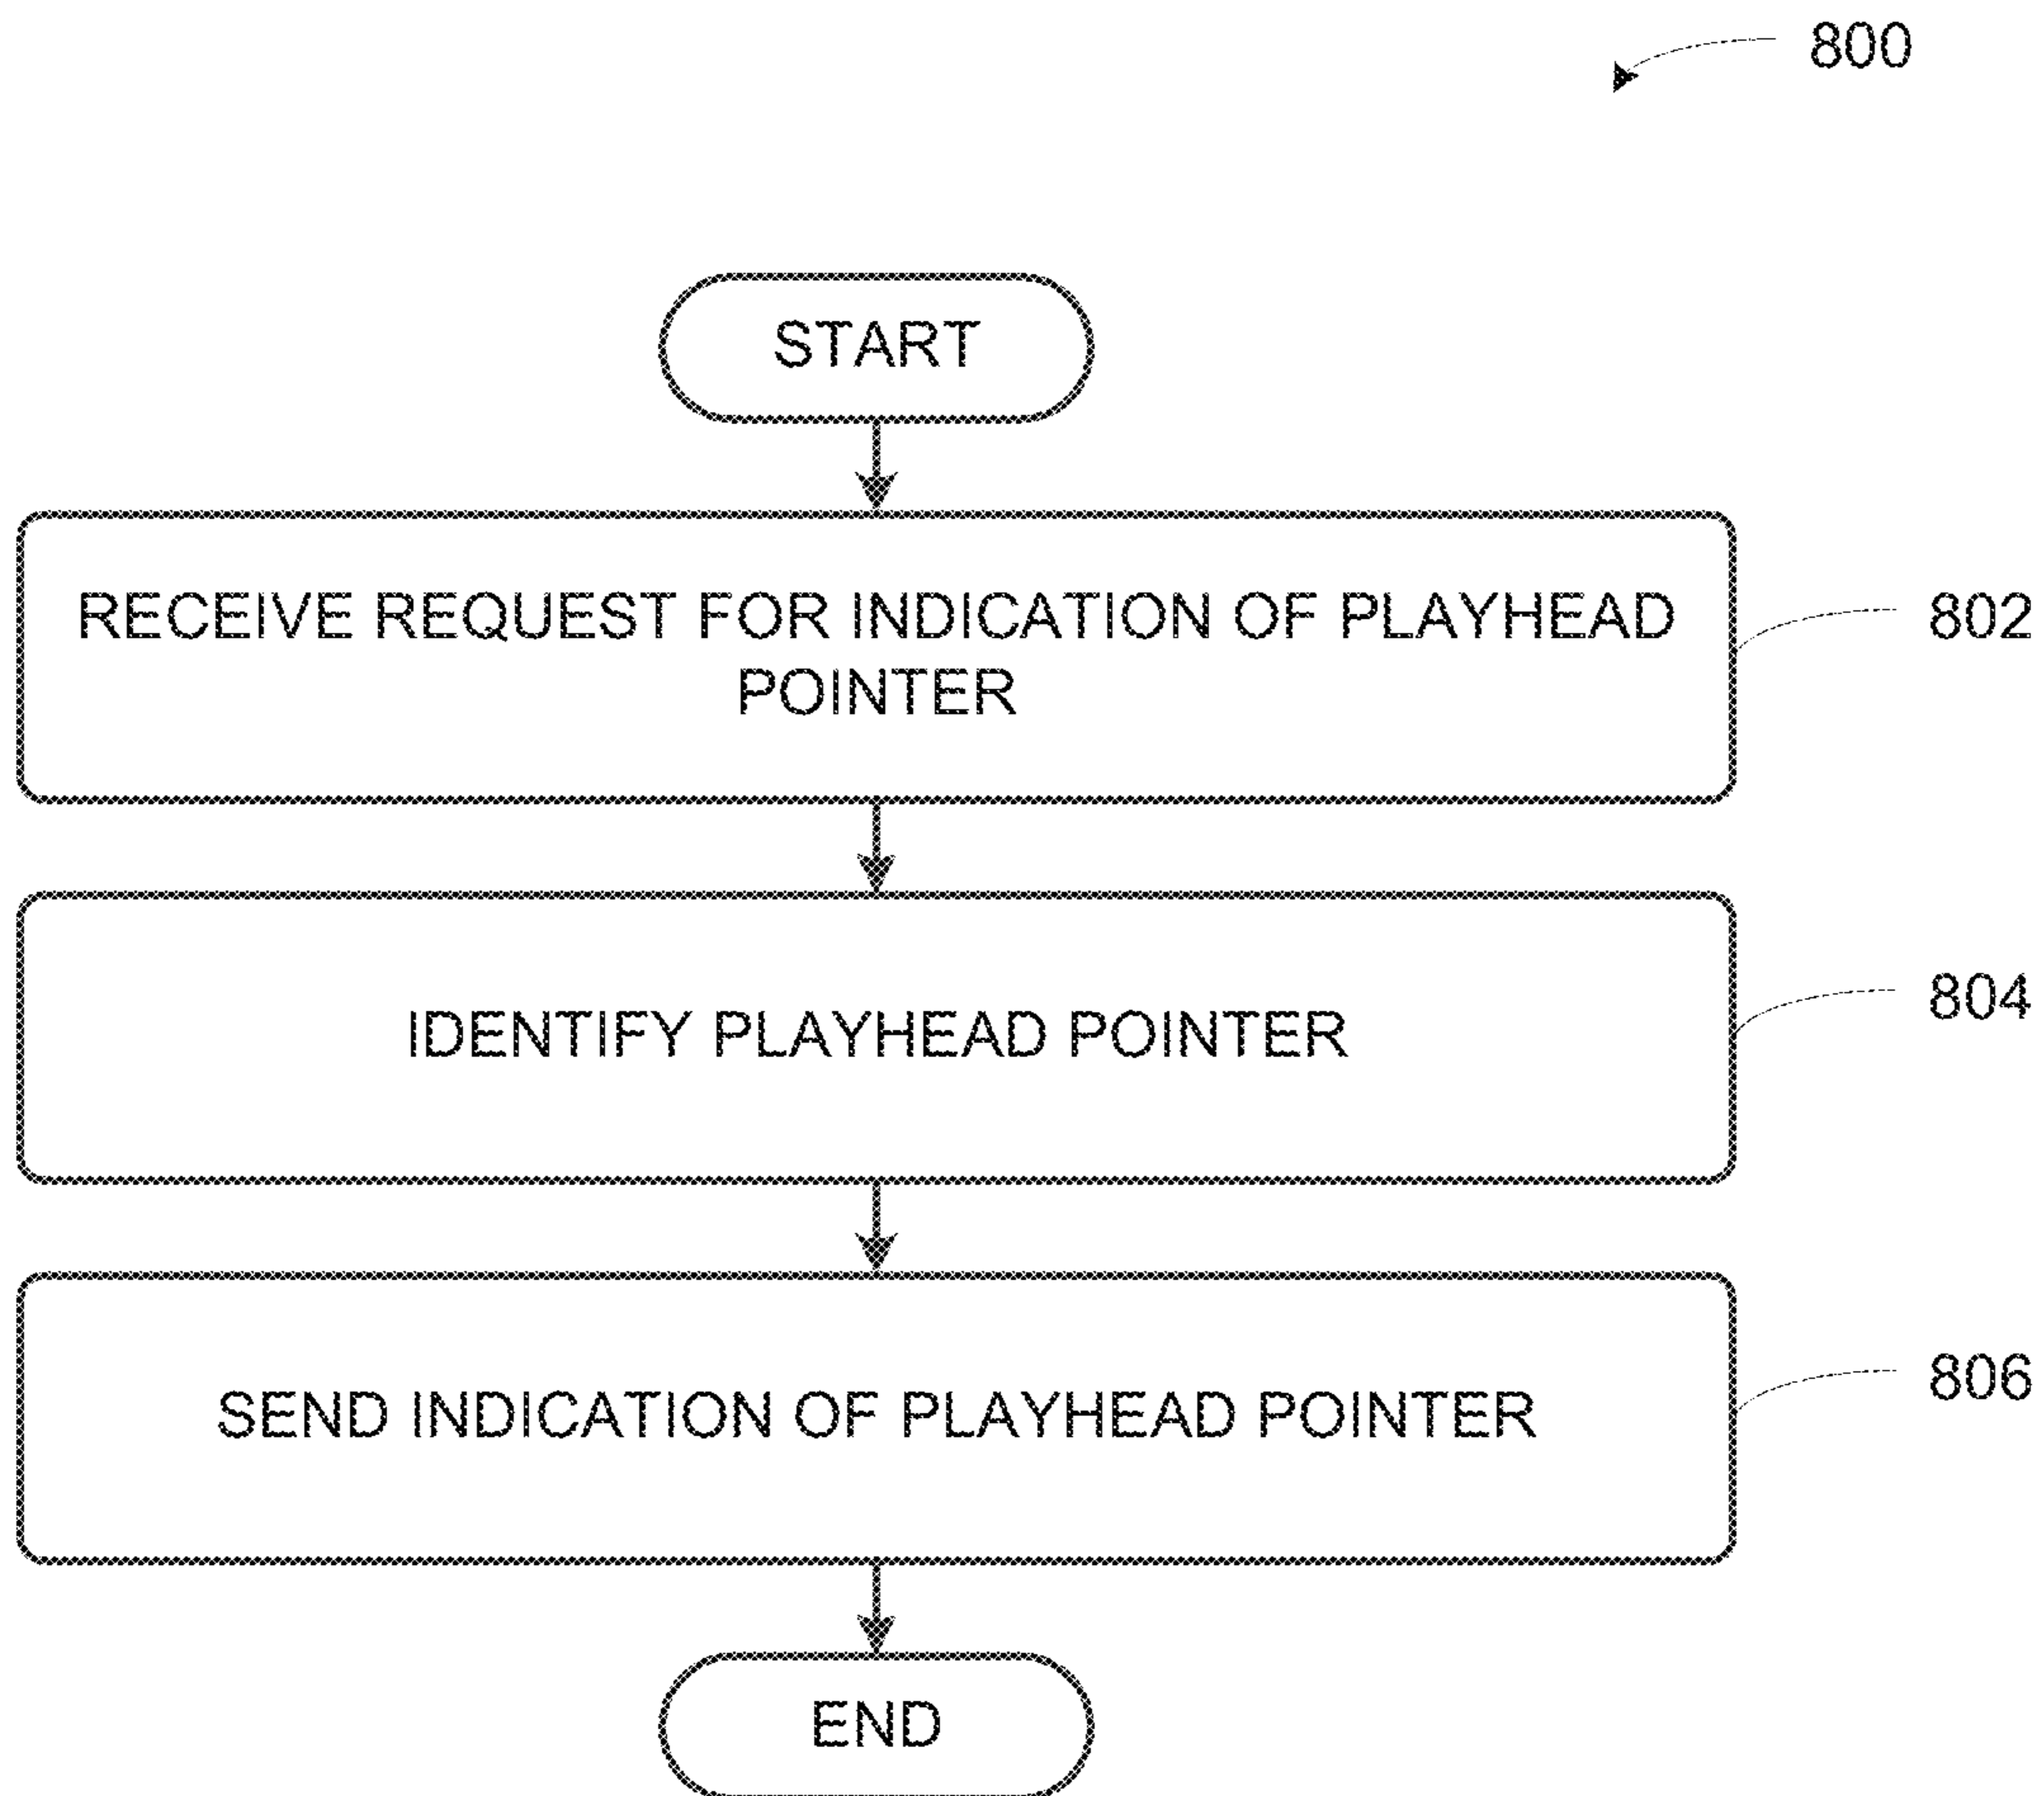 800
START
RECEIVE REQUEST FOR INDICATION OF PLAYHEAD
POINTER
802
IDENTIFY PLAYHEAD POINTER
804
SEND INDICATION OF PLAYHEAD POINTER
806
END